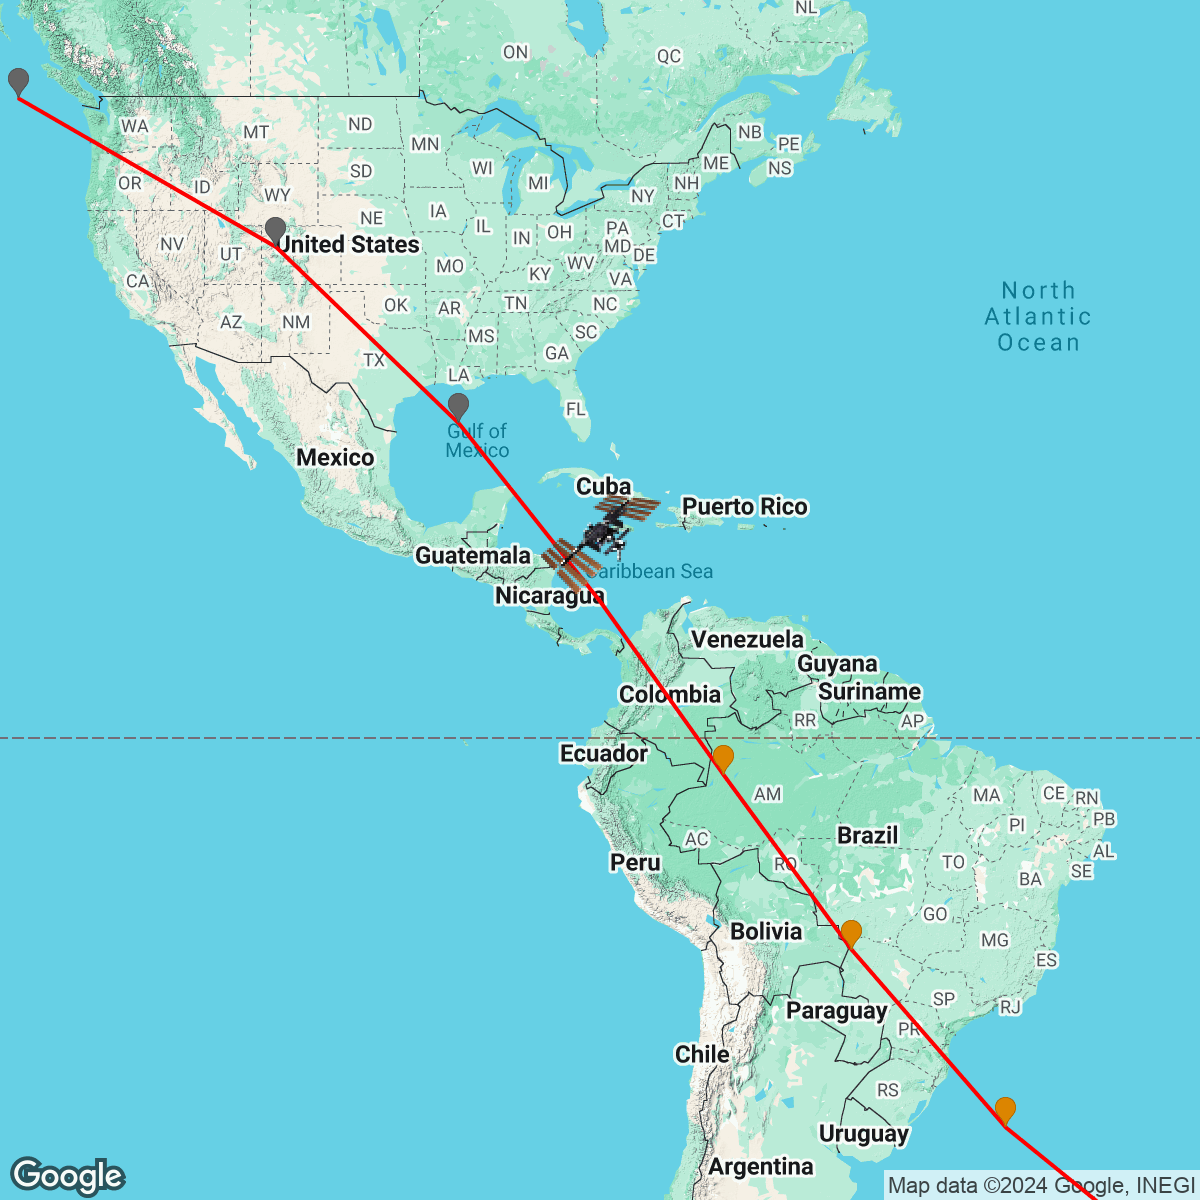 NL
ON
QC
WA
MT
ND
MN
NB
PE
OR
ID
WY
SD
WI
MI
NY
NH
ME
NS
NV
UT
United States
NE
IA
IL
IN
OH
PA
MD
DE
CT
CA
AZ
NM
OK
MO
AR
KY
TN
WV
VA
NC
SC
MS
GA
TX
LA
FL
North
Atlantic
Ocean
Gulf of
Mexico
Mexico
Cuba
Puerto Rico
Guatemala
Caribbean Sea
Nicaragua
Venezuela
Guyana
Suriname
Colombia
RR
AP
Ecuador
AM
MA
CE
RN
PB
PI
AL
SE
AC
RO
Brazil
TO
BA
Peru
Bolivia
GO
MG
ES
Paraguay
SP
RJ
PR
Chile
RS
Uruguay
Argentina
Google
Map data ©2024 Google, INEGI